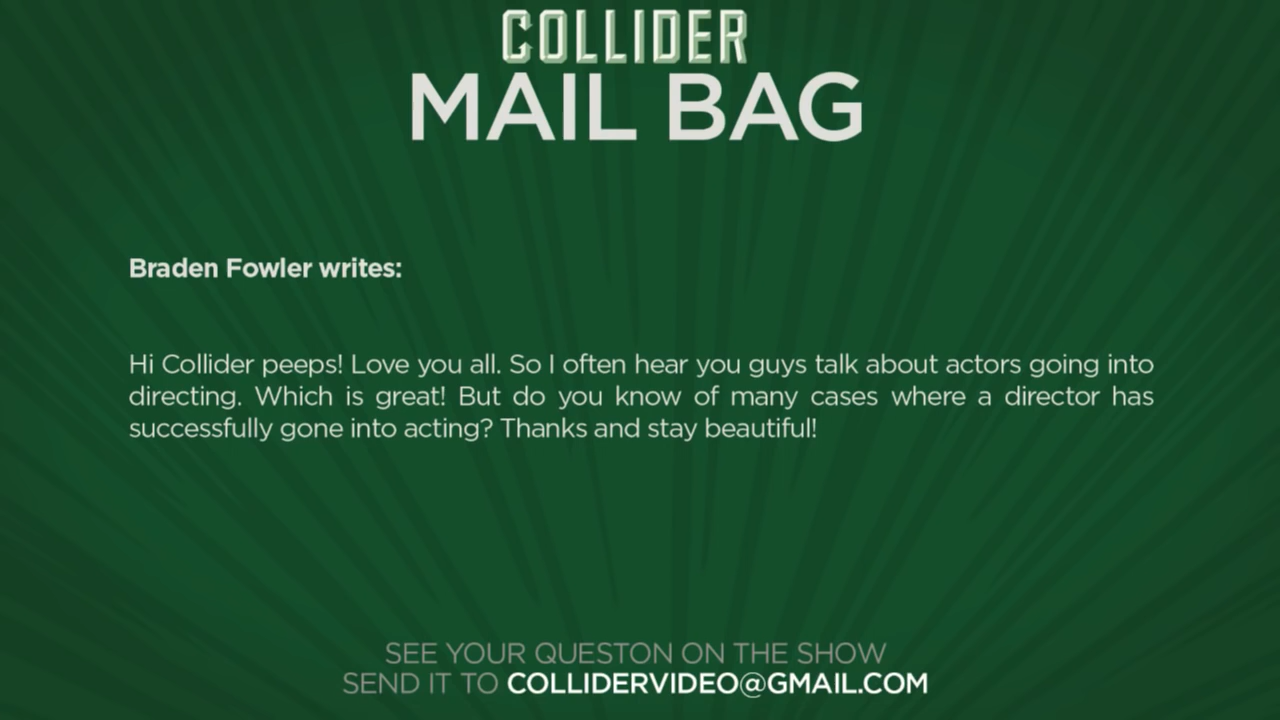 COLLIDER
MAIL BAG
Braden Fowler writes:
Hi Collider peeps! Love you all. So I often hear you guys talk about actors going into
directing. Which is great! But do you know of many cases where a director has
successfully gone into acting? Thanks and stay beautiful!
SEE YOUR QUESTON ON THE SHOW
SEND IT TO COLLIDERVIDEO@GMAIL.COM